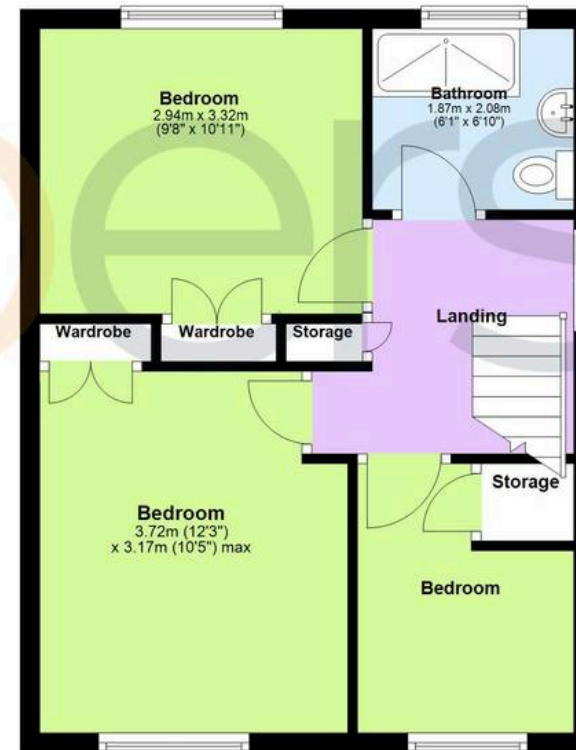 Bedroom
2.94m x 3.32m
(9'8" x 10'11")
Bathroom
1.87m x 2.08m
(6'1" x 6'10")
Landing
Wardrobe
Wardrobe
Storage
Bedroom
3.72m (12'3")
x 3.17m (10'5") max
Storage
Bedroom
ers